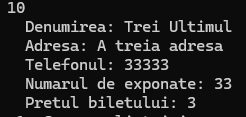 10
Denumirea: Trei Ultimul
Adresa: A treia adresa
Telefonul: 33333
Numarul de exponate: 33
Pretul biletului: 3